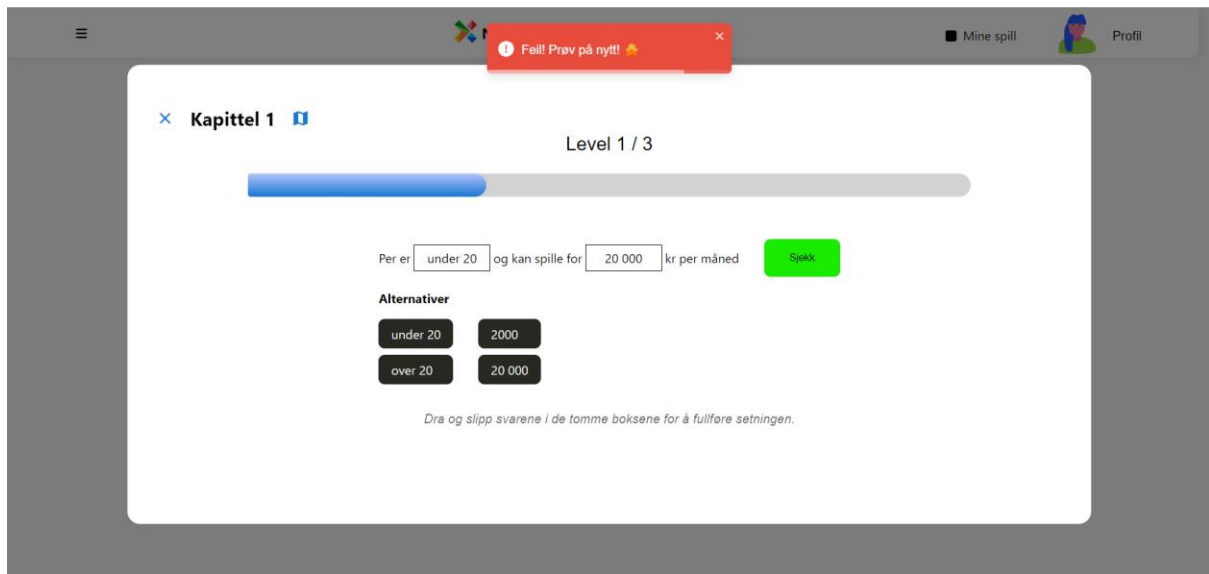 Feil! Prøv på nytt!
Mine spill
Profil
Kapittel 1
Level 1 / 3
Per er under 20 og kan spille for 20 000 kr per måned Sjekk
Alternativer
under 20 2000
over 20 20 000
Dra og slipp svarene i de tomme boksene for å fullføre setningen.